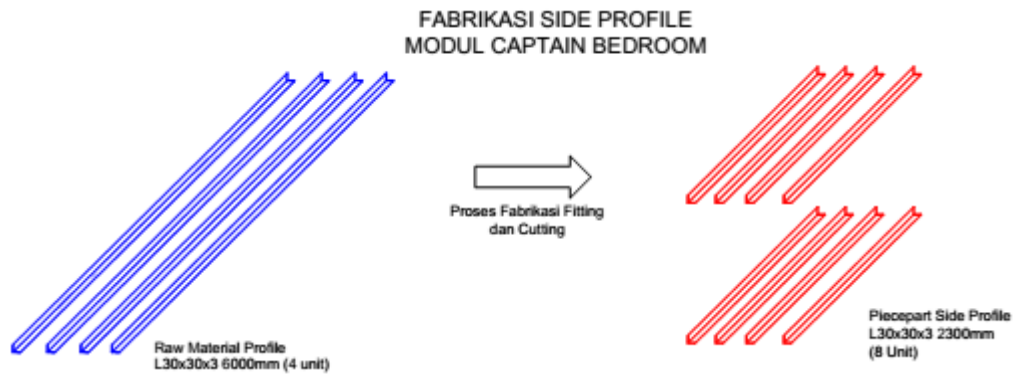 FABRIKASI SIDE PROFILE
MODUL CAPTAIN BEDROOM
Proses Fabrikasi Fitting
dan Cutting
Raw Material Profile
L30x30x3 6000mm (4 unit)
Piecepart Side Profile
L30x30x3 2300mm
(8 Unit)